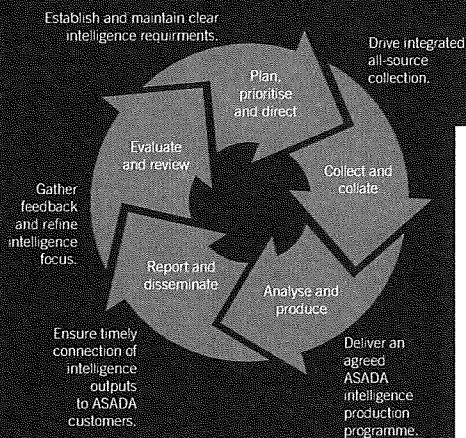 Establish and maintain clear
intelligence requirments.
Plan,
prioritise
and direct
Drive integrated
all-source
collection.
Collect and
collate
Analyse and
produce
Deliver an
agreed
ASADA
intelligence
production
programme.
Report and
disseminate
Ensure timely
connection of
intelligence
outputs
to ASADA
customers.
Evaluate
and review
Gather
feedback
and refine
intelligence
focus.